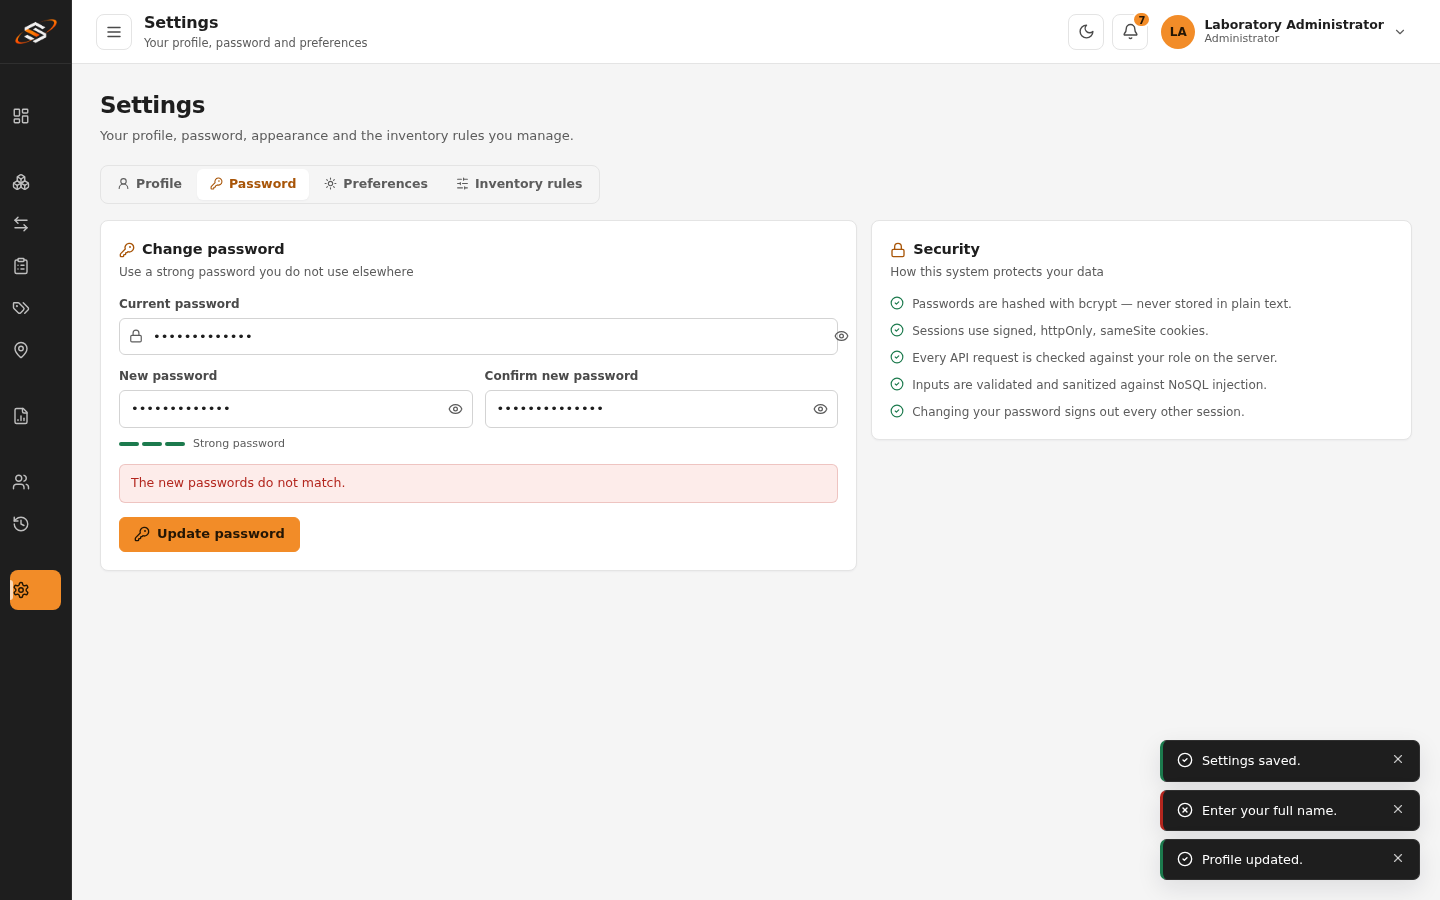 Settings
Your profile, password and preferences
7
LA
Laboratory Administrator
Administrator
Settings
Your profile, password, appearance and the inventory rules you manage.
Profile
Password
Preferences
Inventory rules
Change password
Use a strong password you do not use elsewhere
Current password
•••••••••••••
New password
•••••••••••••
Confirm new password
••••••••••••••
Strong password
The new passwords do not match.
Update password
Security
How this system protects your data
Passwords are hashed with bcrypt — never stored in plain text.
Sessions use signed, httpOnly, sameSite cookies.
Every API request is checked against your role on the server.
Inputs are validated and sanitized against NoSQL injection.
Changing your password signs out every other session.
Settings saved.
Enter your full name.
Profile updated.